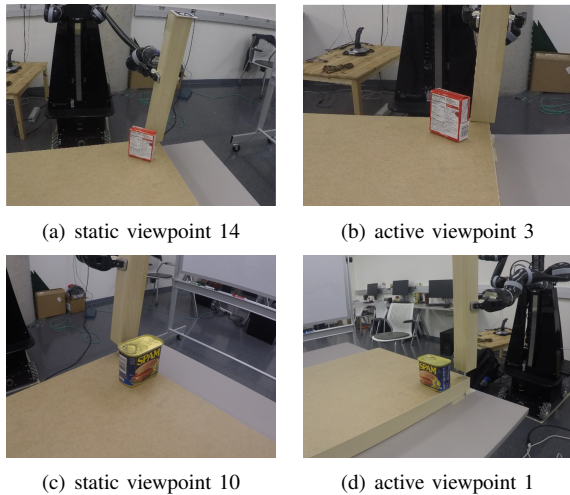 (a) static viewpoint 14
(b) active viewpoint 3
SPAM
SPAM
(c) static viewpoint 10
(d) active viewpoint 1